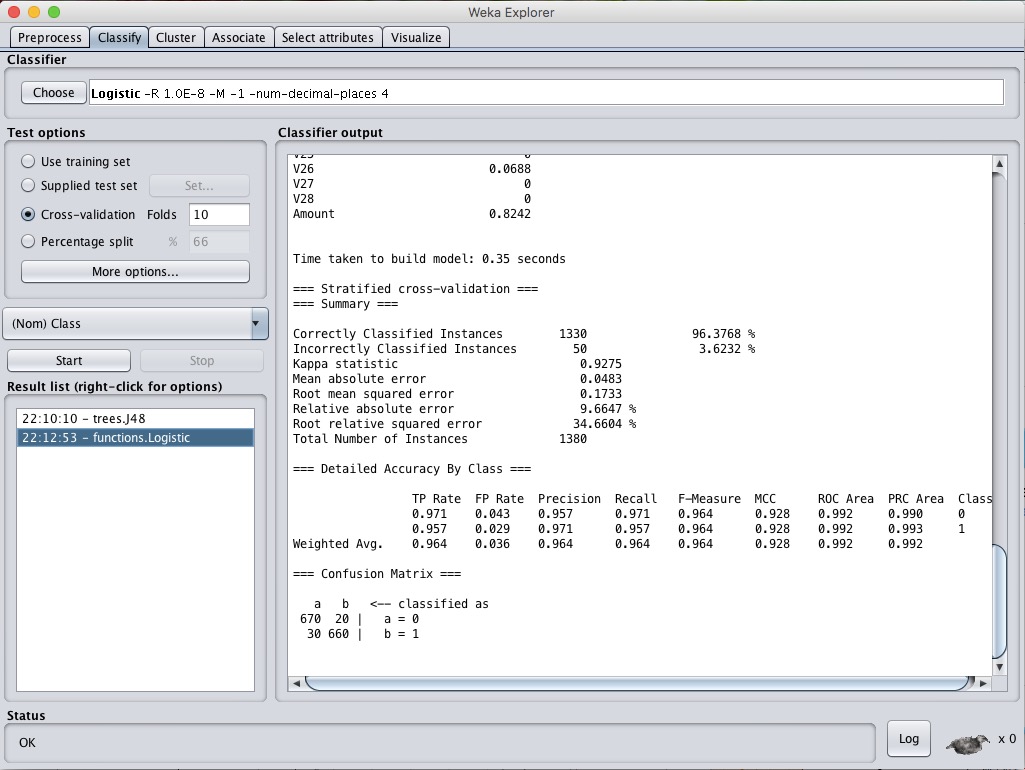 Weka Explorer
Preprocess Classify Cluster Associate Select attributes Visualize
Classifier
Choose Logistic -R 1.0E-8 -M -1 -num-decimal-places 4
Test options
Use training set
Supplied test set Set...
Cross-validation Folds 10
Percentage split % 66
More options...
(Nom) Class
Start Stop
Result list (right-click for options)
22:10:10 - trees.J48
22:12:53 - functions.Logistic
Classifier output
V26 0.0688
V27 0
V28 0
Amount 0.8242
Time taken to build model: 0.35 seconds
=== Stratified cross-validation ===
=== Summary ===
Correctly Classified Instances 1330 96.3768 %
Incorrectly Classified Instances 50 3.6232 %
Kappa statistic 0.9275
Mean absolute error 0.0483
Root mean squared error 0.1733
Relative absolute error 9.6647 %
Root relative squared error 34.6604 %
Total Number of Instances 1380
=== Detailed Accuracy By Class ===
TP Rate FP Rate Precision Recall F-Measure MCC ROC Area PRC Area Class
0.971 0.043 0.957 0.971 0.964 0.928 0.992 0.990 0
0.957 0.029 0.971 0.957 0.964 0.928 0.992 0.993 1
Weighted Avg. 0.964 0.036 0.964 0.964 0.964 0.928 0.992 0.992
=== Confusion Matrix ===
a b <-- classified as
670 20 | a = 0
30 660 | b = 1
Status
OK
Log x 0